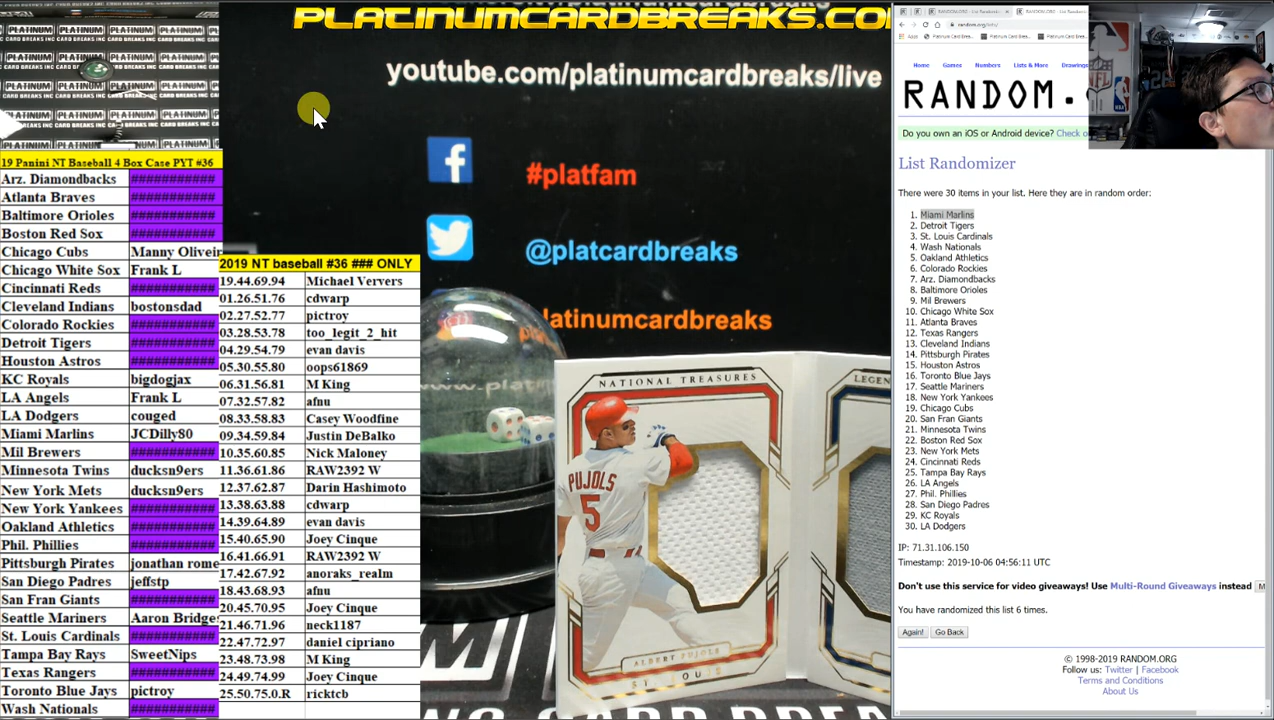 PLATINUMCARDBREAKS.CO
youtube.com/platinumcardbreaks/live
#platfam
@platcardbreaks
latinumcardbreaks
19 Panini NT Baseball 4 Box Case PYT #36
Arz. Diamondbacks ###########
Atlanta Braves ###########
Baltimore Orioles ###########
Boston Red Sox ###########
Chicago Cubs Manny Oliveir
Chicago White Sox Frank L
Cincinnati Reds ###########
Cleveland Indians bostonsdad
Colorado Rockies ###########
Detroit Tigers ###########
Houston Astros ###########
KC Royals bigdogjax
LA Angels Frank L
LA Dodgers couged
Miami Marlins JCDilly80
Mil Brewers ###########
Minnesota Twins ducksn9ers
New York Mets ducksn9ers
New York Yankees ###########
Oakland Athletics ###########
Phil. Phillies ###########
Pittsburgh Pirates jonathan rome
San Diego Padres jeffstp
San Fran Giants ###########
Seattle Mariners Aaron Bridge
St. Louis Cardinals ###########
Tampa Bay Rays SweetNips
Texas Rangers ###########
Toronto Blue Jays pictroy
Wash Nationals ###########
2019 NT baseball #36 ### ONLY
19.44.69.94 Michael Ververs
01.26.51.76 cdwarp
02.27.52.77 pictroy
03.28.53.78 too_legit_2_hit
04.29.54.79 evan davis
05.30.55.80 oops61869
06.31.56.81 M King
07.32.57.82 afnu
08.33.58.83 Casey Woodfine
09.34.59.84 Justin DeBalko
10.35.60.85 Nick Maloney
11.36.61.86 RAW2392 W
12.37.62.87 Darin Hashimoto
13.38.63.88 cdwarp
14.39.64.89 evan davis
15.40.65.90 Joey Cinque
16.41.66.91 RAW2392 W
17.42.67.92 anoraks_realm
18.43.68.93 afnu
20.45.70.95 Joey Cinque
21.46.71.96 neck1187
22.47.72.97 daniel cipriano
23.48.73.98 M King
24.49.74.99 Joey Cinque
25.50.75.0.R ricktcb
NATIONAL TREASURES
LEGEN
PUJOLS
5
ALBERT PUJOLS
ST. LOUIS
random.org/lists/
Home Games Numbers Lists & More Drawings
RANDOM.
Do you own an iOS or Android device? Check o
List Randomizer
There were 30 items in your list. Here they are in random order:
1. Miami Marlins
2. Detroit Tigers
3. St. Louis Cardinals
4. Wash Nationals
5. Oakland Athletics
6. Colorado Rockies
7. Arz. Diamondbacks
8. Baltimore Orioles
9. Mil Brewers
10. Chicago White Sox
11. Atlanta Braves
12. Texas Rangers
13. Cleveland Indians
14. Pittsburgh Pirates
15. Houston Astros
16. Toronto Blue Jays
17. Seattle Mariners
18. New York Yankees
19. Chicago Cubs
20. San Fran Giants
21. Minnesota Twins
22. Boston Red Sox
23. New York Mets
24. Cincinnati Reds
25. Tampa Bay Rays
26. LA Angels
27. Phil. Phillies
28. San Diego Padres
29. KC Royals
30. LA Dodgers
IP: 71.31.106.150
Timestamp: 2019-10-06 04:56:11 UTC
Don't use this service for video giveaways! Use Multi-Round Giveaways instead
You have randomized this list 6 times.
Again! Go Back
© 1998-2019 RANDOM.ORG
Follow us: Twitter | Facebook
Terms and Conditions
About Us